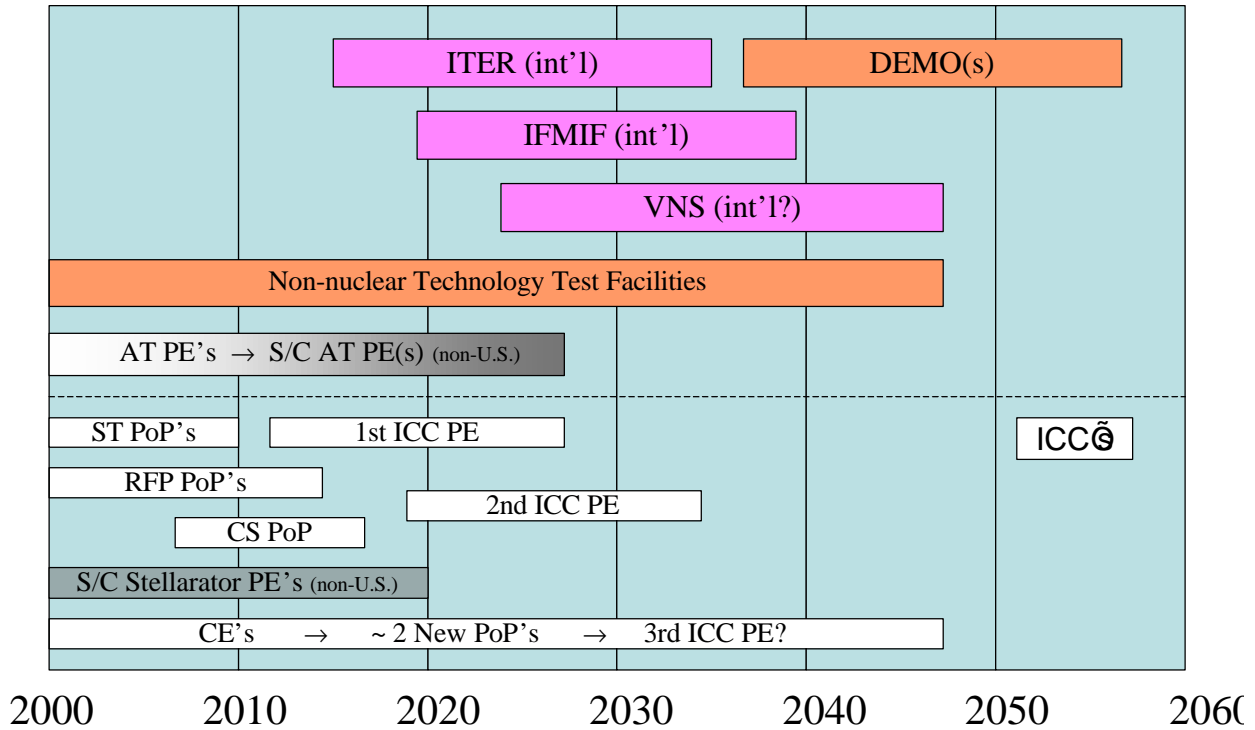 ITER (int’l)
DEMO(s)
IFMIF (int’l)
VNS (int’l?)
Non-nuclear Technology Test Facilities
AT PE’s → S/C AT PE(s) (non-U.S.)
ST PoP’s
1st ICC PE
RFP PoP’s
2nd ICC PE
CS PoP
S/C Stellarator PE’s (non-U.S.)
CE’s → ~ 2 New PoP’s → 3rd ICC PE?
2000 2010 2020 2030 2040 2050